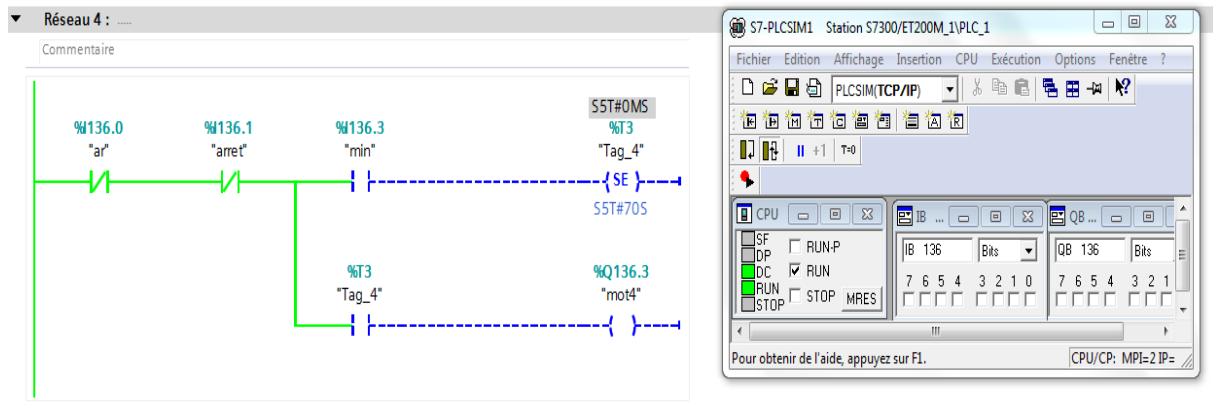 Réseau 4 : .....
Commentaire
S5T#0MS
%I136.0 %I136.1 %I136.3 %T3
"ar" "arret" "min" "Tag_4"
SE
S5T#70S
%T3 %Q136.3
"Tag_4" "mot4"
S7-PLCSIM1 Station S7300/ET200M_1\PLC_1
Fichier Edition Affichage Insertion CPU Exécution Options Fenêtre ?
PLCSIM(TCP/IP)
+1 T=0
CPU
SF
DP
DC
RUN
STOP
RUN-P
RUN
STOP MRES
IB ...
IB 136 Bits
7 6 5 4 3 2 1 0
QB ...
QB 136 Bits
7 6 5 4 3 2 1
Pour obtenir de l'aide, appuyez sur F1. CPU/CP: MPI=2 IP=